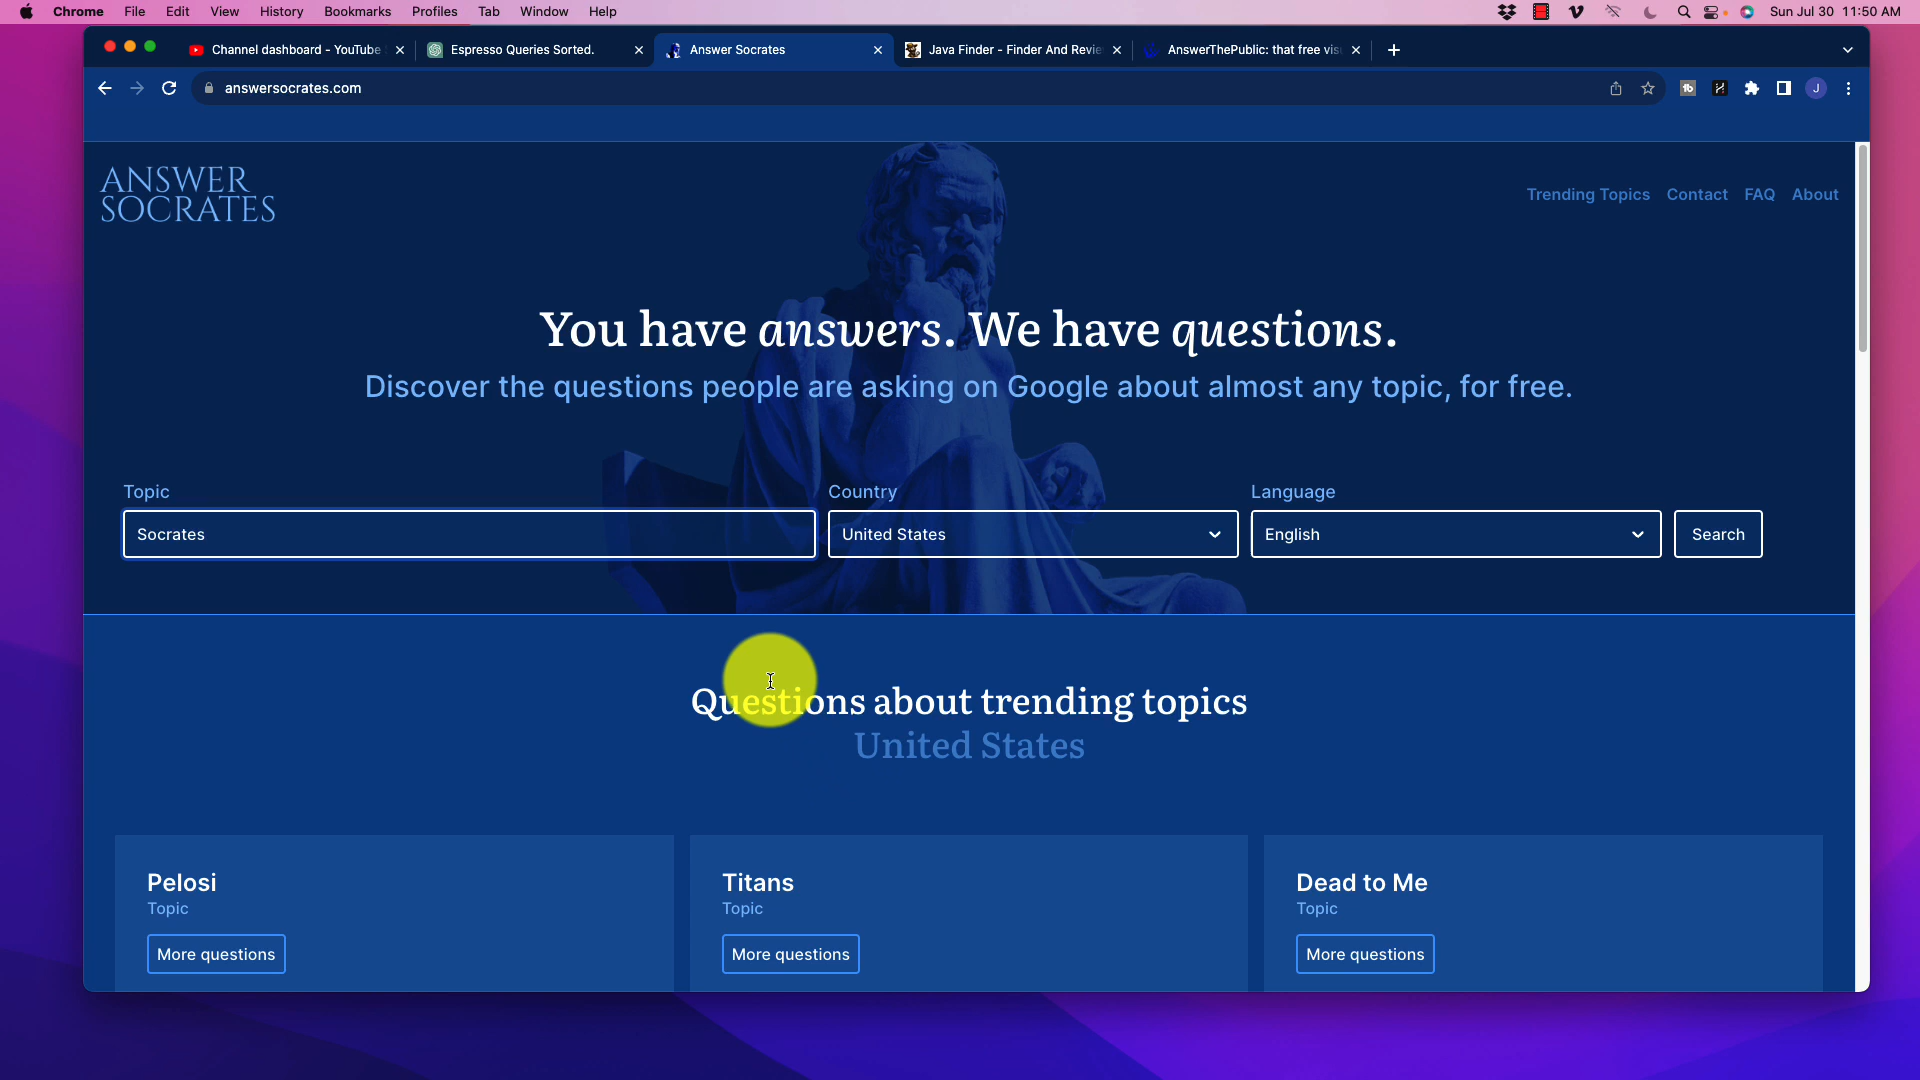 Chrome File Edit View History Bookmarks Profiles Tab Window Help Sun Jul 30 11:50 AM
Channel dashboard - YouTube Espresso Queries Sorted. Answer Socrates Java Finder - Finder And Revie AnswerThePublic: that free vis
answersocrates.com
J
ANSWER
SOCRATES
Trending Topics Contact FAQ About
You have answers. We have questions.
Discover the questions people are asking on Google about almost any topic, for free.
Topic Country Language
Socrates United States English Search
Questions about trending topics
United States
Pelosi Titans Dead to Me
Topic Topic Topic
More questions More questions More questions